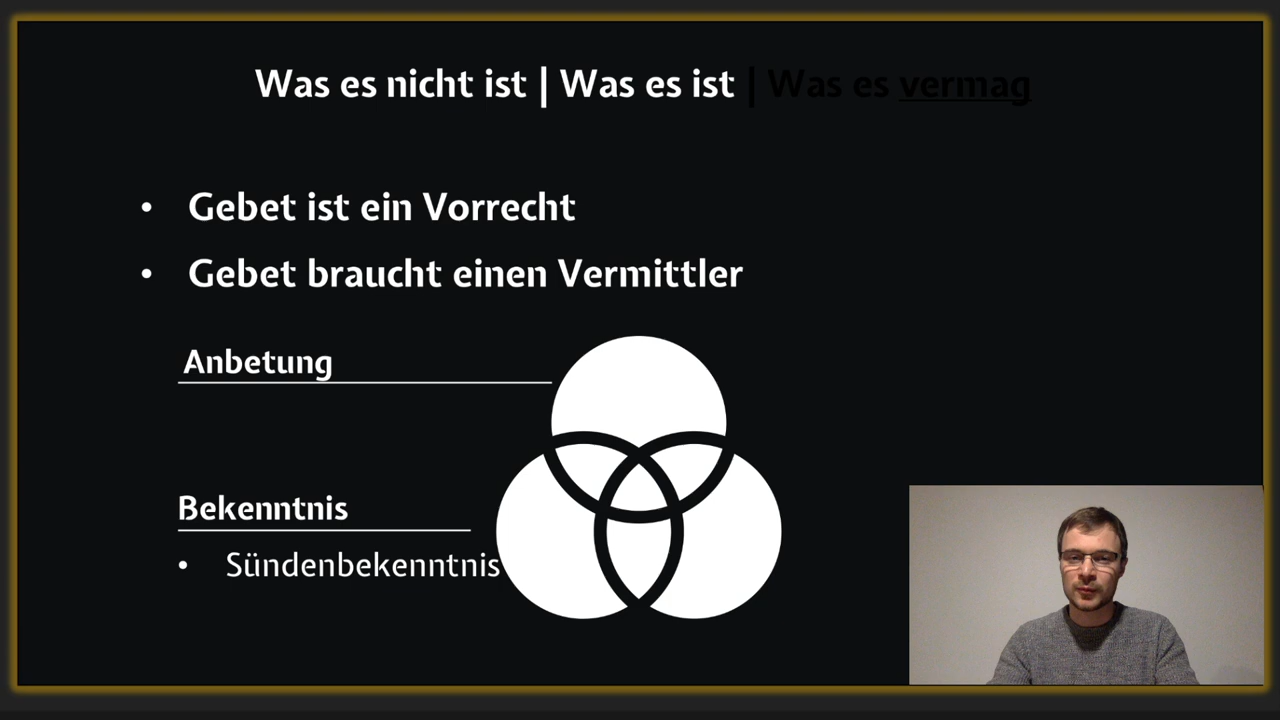 Was es nicht ist | Was es ist | Was es vermag
• Gebet ist ein Vorrecht
• Gebet braucht einen Vermittler
Anbetung
Bekenntnis
• Sündenbekenntnis